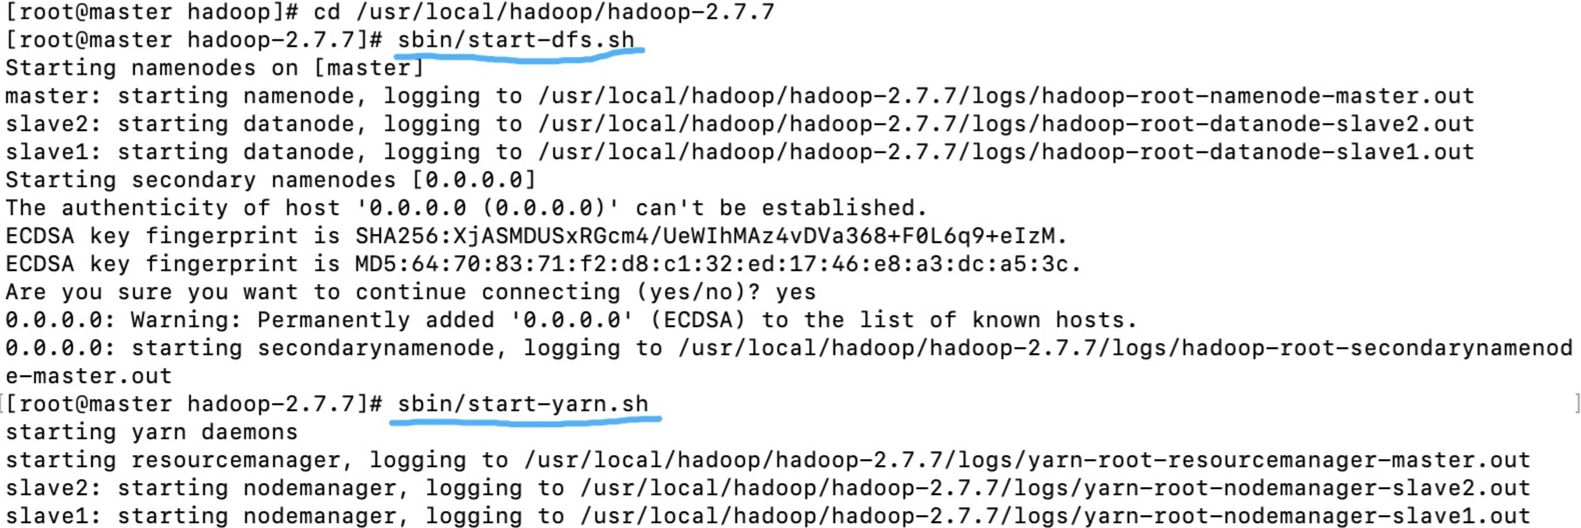 [root@master hadoop]# cd /usr/local/hadoop/hadoop-2.7.7
[root@master hadoop-2.7.7]# sbin/start-dfs.sh
Starting namenodes on [master]
master: starting namenode, logging to /usr/local/hadoop/hadoop-2.7.7/logs/hadoop-root-namenode-master.out
slave2: starting datanode, logging to /usr/local/hadoop/hadoop-2.7.7/logs/hadoop-root-datanode-slave2.out
slave1: starting datanode, logging to /usr/local/hadoop/hadoop-2.7.7/logs/hadoop-root-datanode-slave1.out
Starting secondary namenodes [0.0.0.0]
The authenticity of host '0.0.0.0 (0.0.0.0)' can't be established.
ECDSA key fingerprint is SHA256:XjASMDUSxRGcm4/UeWIhMAz4vDVa368+F0L6q9+eIzM.
ECDSA key fingerprint is MD5:64:70:83:71:f2:d8:c1:32:ed:17:46:e8:a3:dc:a5:3c.
Are you sure you want to continue connecting (yes/no)? yes
0.0.0.0: Warning: Permanently added '0.0.0.0' (ECDSA) to the list of known hosts.
0.0.0.0: starting secondarynamenode, logging to /usr/local/hadoop/hadoop-2.7.7/logs/hadoop-root-secondarynamenod
e-master.out
[[root@master hadoop-2.7.7]# sbin/start-yarn.sh ]
starting yarn daemons
starting resourcemanager, logging to /usr/local/hadoop/hadoop-2.7.7/logs/yarn-root-resourcemanager-master.out
slave2: starting nodemanager, logging to /usr/local/hadoop/hadoop-2.7.7/logs/yarn-root-nodemanager-slave2.out
slave1: starting nodemanager, logging to /usr/local/hadoop/hadoop-2.7.7/logs/yarn-root-nodemanager-slave1.out